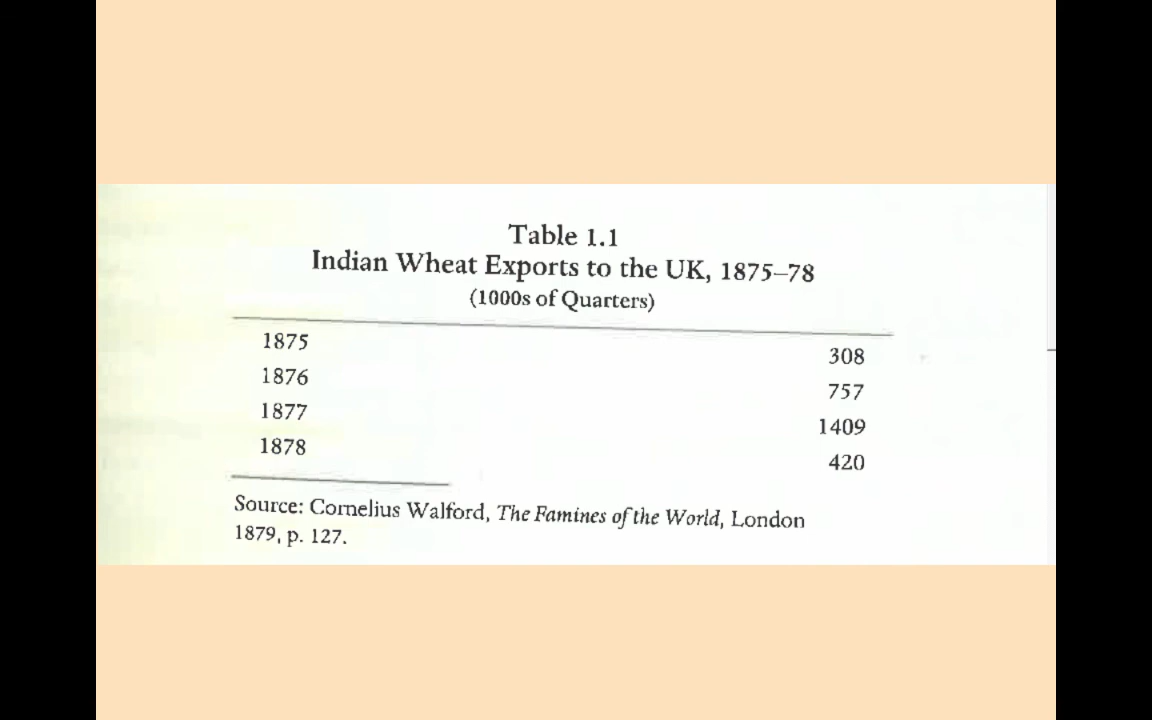 Table 1.1
Indian Wheat Exports to the UK, 1875–78
(1000s of Quarters)
1875 308
1876 757
1877 1409
1878 420
Source: Cornelius Walford, The Famines of the World, London
1879, p. 127.